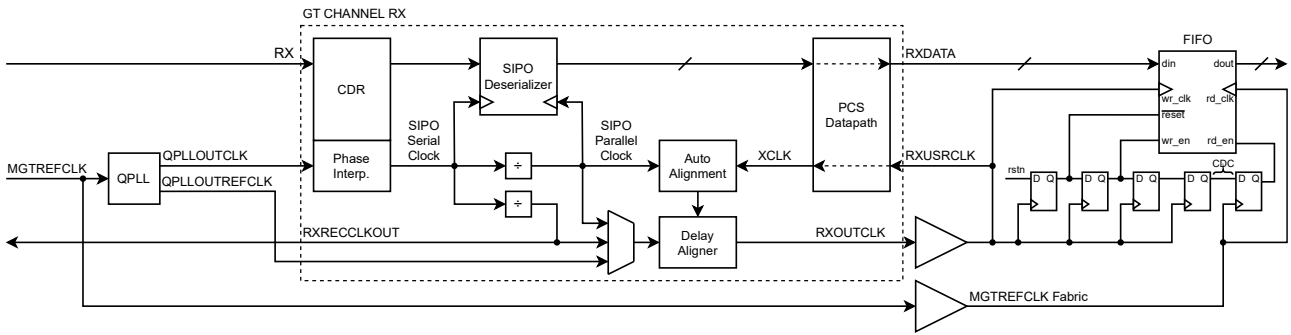 GT CHANNEL RX
FIFO
RX
CDR
SIPO
Deserializer
PCS
Datapath
RXDATA
din
dout
wr_clk
rd_clk
reset
wr_en
rd_en
MGTREFCLK
QPLL
QPLLOUTCLK
QPLLOUTREFCLK
Phase
Interp.
SIPO
Serial
Clock
÷
÷
SIPO
Parallel
Clock
Auto
Alignment
XCLK
RXUSRCLK
rstn
D Q
D Q
D Q
D Q
CDC
D Q
RXRECCLKOUT
Delay
Aligner
RXOUTCLK
MGTREFCLK Fabric